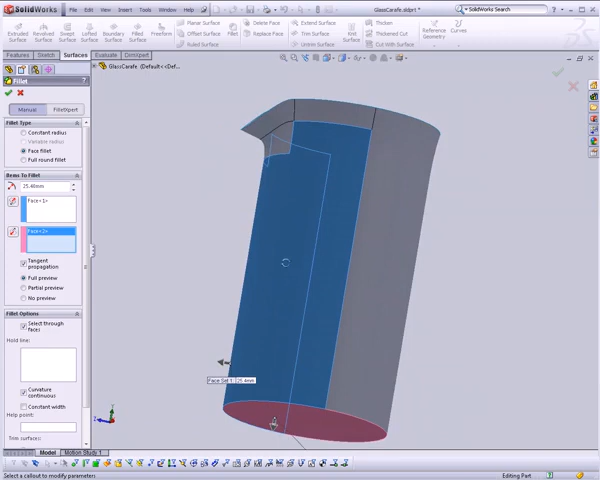 SolidWorks
File Edit View Insert Tools Window Help
GlassCarafe.sldprt *
SolidWorks Search
Extruded Surface
Revolved Surface
Swept Surface
Lofted Surface
Boundary Surface
Filled
Freeform
Planar Surface
Offset Surface
Ruled Surface
Fillet
Delete Face
Replace Face
Extend Surface
Trim Surface
Untrim Surface
Thicken
Thickened Cut
Cut With Surface
Reference Geometry
Curves
Features Sketch Surfaces Evaluate DimXpert
GlassCarafe (Default<<Def...
Fillet
Manual FilletXpert
Fillet Type
Constant radius
Variable radius
Face fillet
Full round fillet
Items To Fillet
25.40mm
Face<1>
Face<2>
Tangent propagation
Full preview
Partial preview
No preview
Fillet Options
Select through faces
Hold line:
Curvature continuous
Constant width
Help point:
Trim surfaces:
Face Set 1: 25.4mm
Model Motion Study 1
Select a callout to modify parameters
Editing Part